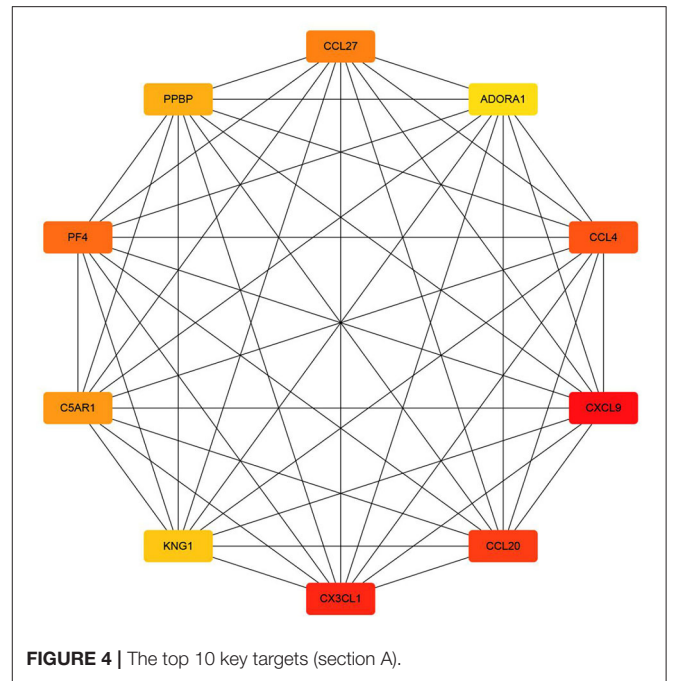 CCL27
PPBP
ADORA1
PF4
CCL4
C5AR1
CXCL9
KNG1
CCL20
CX3CL1
FIGURE 4 | The top 10 key targets (section A).